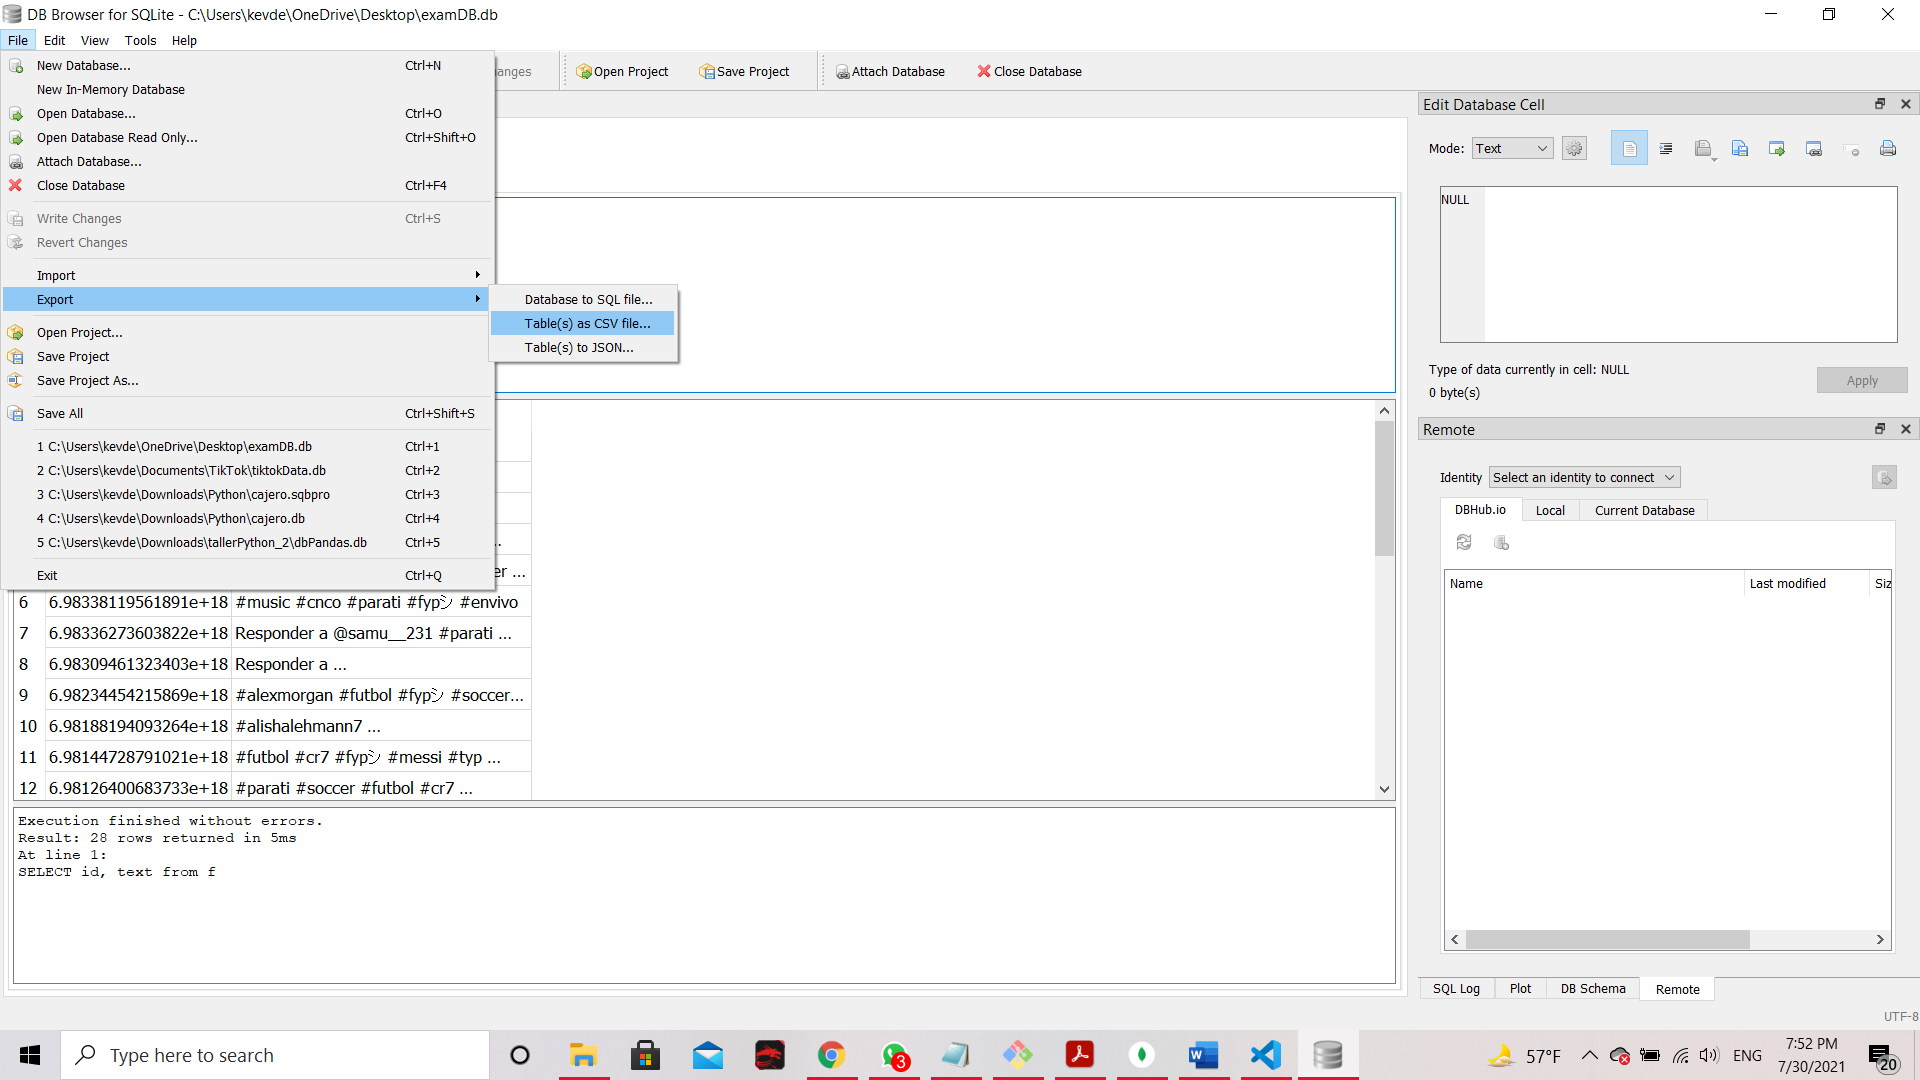 DB Browser for SQLite - C:\Users\kevde\OneDrive\Desktop\examDB.db
File Edit View Tools Help
New Database... Ctrl+N
New In-Memory Database
Open Database... Ctrl+O
Open Database Read Only... Ctrl+Shift+O
Attach Database...
Close Database Ctrl+F4
Write Changes Ctrl+S
Revert Changes
Import
Export
Open Project...
Save Project
Save Project As...
Save All Ctrl+Shift+S
1 C:\Users\kevde\OneDrive\Desktop\examDB.db Ctrl+1
2 C:\Users\kevde\Documents\TikTok\tiktokData.db Ctrl+2
3 C:\Users\kevde\Downloads\Python\cajero.sqbpro Ctrl+3
4 C:\Users\kevde\Downloads\Python\cajero.db Ctrl+4
5 C:\Users\kevde\Downloads\tallerPython_2\dbPandas.db Ctrl+5
Exit Ctrl+Q
Database to SQL file...
Table(s) as CSV file...
Table(s) to JSON...
anges Open Project Save Project Attach Database Close Database
er ...
6 6.98338119561891e+18 #music #cnco #parati #fypシ #envivo
7 6.98336273603822e+18 Responder a @samu__231 #parati ...
8 6.98309461323403e+18 Responder a ...
9 6.98234454215869e+18 #alexmorgan #futbol #fypシ #soccer...
10 6.98188194093264e+18 #alishalehmann7 ...
11 6.98144728791021e+18 #futbol #cr7 #fypシ #messi #typ ...
12 6.98126400683733e+18 #parati #soccer #futbol #cr7 ...
Execution finished without errors.
Result: 28 rows returned in 5ms
At line 1:
SELECT id, text from f
Edit Database Cell
Mode: Text
NULL
Type of data currently in cell: NULL
0 byte(s)
Apply
Remote
Identity Select an identity to connect
DBHub.io Local Current Database
Name Last modified Siz
SQL Log Plot DB Schema Remote
UTF-8
Type here to search
3
57°F
ENG
7:52 PM
7/30/2021
20